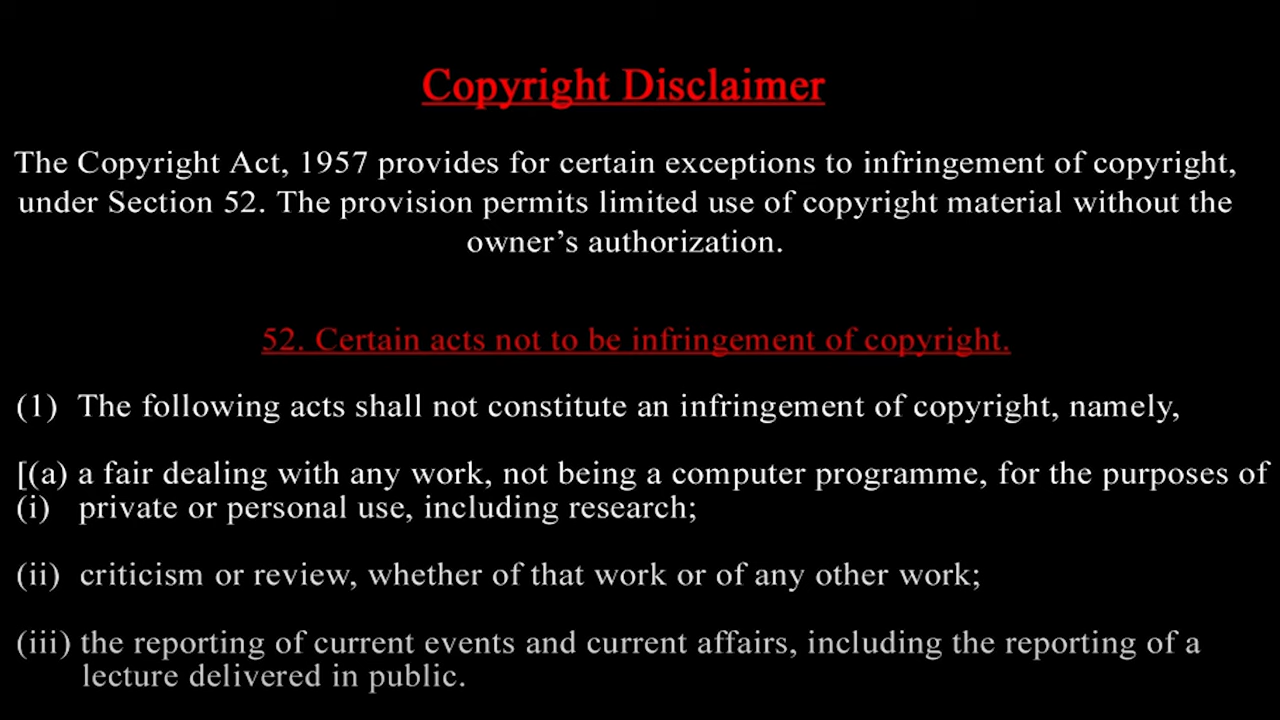 Copyright Disclaimer
The Copyright Act, 1957 provides for certain exceptions to infringement of copyright,
under Section 52. The provision permits limited use of copyright material without the
owner’s authorization.
52. Certain acts not to be infringement of copyright.
(1) The following acts shall not constitute an infringement of copyright, namely,
[(a) a fair dealing with any work, not being a computer programme, for the purposes of
(i) private or personal use, including research;
(ii) criticism or review, whether of that work or of any other work;
(iii) the reporting of current events and current affairs, including the reporting of a
lecture delivered in public.